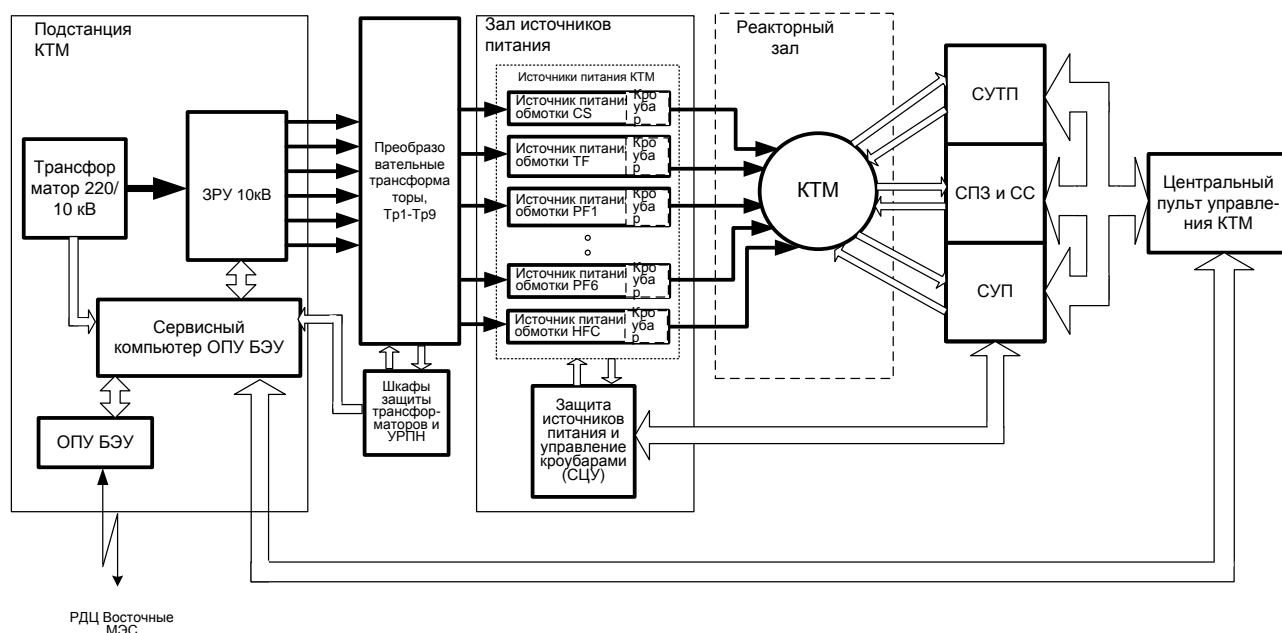 Подстанция
КТМ
Трансфор
матор 220/
10 кВ
ЗРУ 10кВ
Сервисный
компьютер ОПУ БЭУ
ОПУ БЭУ
РДЦ Восточные
МЭС
Преобразо
вательные
трансформа
торы,
Тр1-Тр9
Шкафы
защиты
трансфор-
маторов и
УРПН
Зал источников
питания
Источники питания КТМ
Источник питани
обмотки CS
Кро
уба
р
Источник питани
обмотки TF
Кро
уба
р
Источник питани
обмотки PF1
Кро
уба
р
Источник питани
обмотки PF6
Кро
уба
р
Источник питани
обмотки HFC
Кро
уба
р
Защита
источников
питания и
управление
кроубарами
(СЦУ)
Реакторный
зал
КТМ
СУТП
СПЗ и СС
СУП
Центральный
пульт управле-
ния КТМ